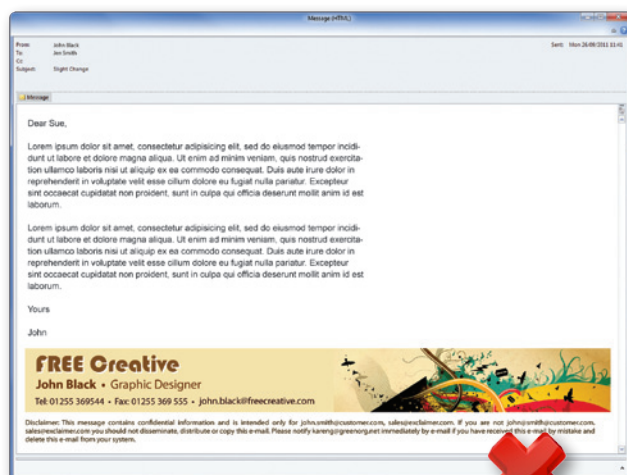 Message (HTML)
From: John Black
Sent: Mon 26/09/2011 11:41
To: Jen Smith
Cc
Subject: Slight Change
Message
Dear Sue,
Lorem ipsum dolor sit amet, consectetur adipisicing elit, sed do eiusmod tempor incidi-
dunt ut labore et dolore magna aliqua. Ut enim ad minim veniam, quis nostrud exercita-
tion ullamco laboris nisi ut aliquip ex ea commodo consequat. Duis aute irure dolor in
reprehenderit in voluptate velit esse cillum dolore eu fugiat nulla pariatur. Excepteur
sint occaecat cupidatat non proident, sunt in culpa qui officia deserunt mollit anim id est
laborum.
Lorem ipsum dolor sit amet, consectetur adipisicing elit, sed do eiusmod tempor incidi-
dunt ut labore et dolore magna aliqua. Ut enim ad minim veniam, quis nostrud exercita-
tion ullamco laboris nisi ut aliquip ex ea commodo consequat. Duis aute irure dolor in
reprehenderit in voluptate velit esse cillum dolore eu fugiat nulla pariatur. Excepteur
sint occaecat cupidatat non proident, sunt in culpa qui officia deserunt mollit anim id est
laborum.
Yours
John
FREE Creative
John Black • Graphic Designer
Tel: 01255 369544 • Fax: 01255 369 555 • john.black@freecreative.com
Disclaimer: This message contains confidential information and is intended only for john.smith@customer.com, sales@exclaimer.com. If you are not john@smith@customer.com,
sales@exclaimer.com you should not disseminate, distribute or copy this e-mail. Please notify kareng@greenorg.net immediately by e-mail if you have received this e-mail by mistake and
delete this e-mail from your system.